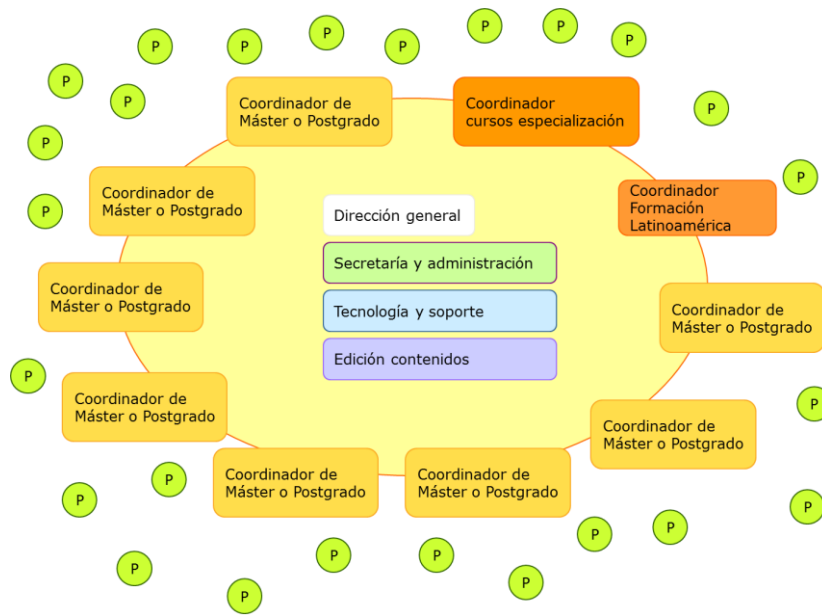 P
P
P
P
P
P
P
P
P
Coordinador de
Máster o Postgrado
Coordinador
cursos especialización
P
P
P
Coordinador de
Máster o Postgrado
Coordinador
Formación
Latinoamérica
P
Dirección general
Secretaría y administración
Tecnología y soporte
Edición contenidos
Coordinador de
Máster o Postgrado
Coordinador de
Máster o Postgrado
P
Coordinador de
Máster o Postgrado
P
Coordinador de
Máster o Postgrado
Coordinador de
Máster o Postgrado
Coordinador de
Máster o Postgrado
P
P
P
P
P
P
P
P
P
P